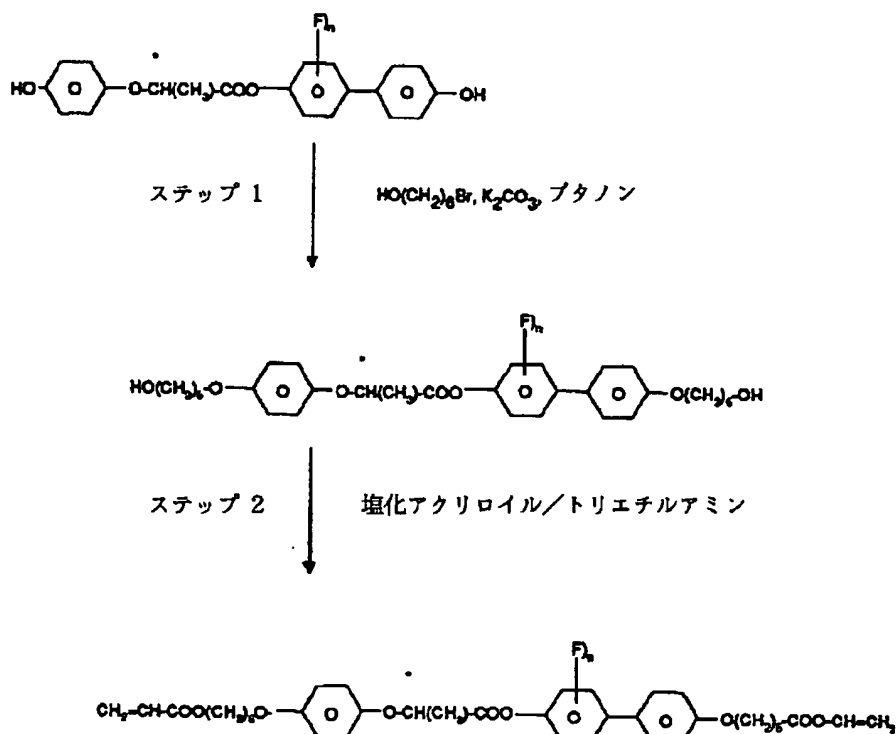 F)n
HO O O-CH(CH3)-COO O O OH
ステップ 1 HO(CH2)6Br, K2CO3, ブタノン
F)n
HO(CH2)6-O O O-CH(CH3)-COO O O O(CH2)6-OH
ステップ 2 塩化アクリロイル/トリエチルアミン
F)n
CH2=CH-COO(CH2)6O O O-CH(CH3)-COO O O O(CH2)6-COO-CH=CH2